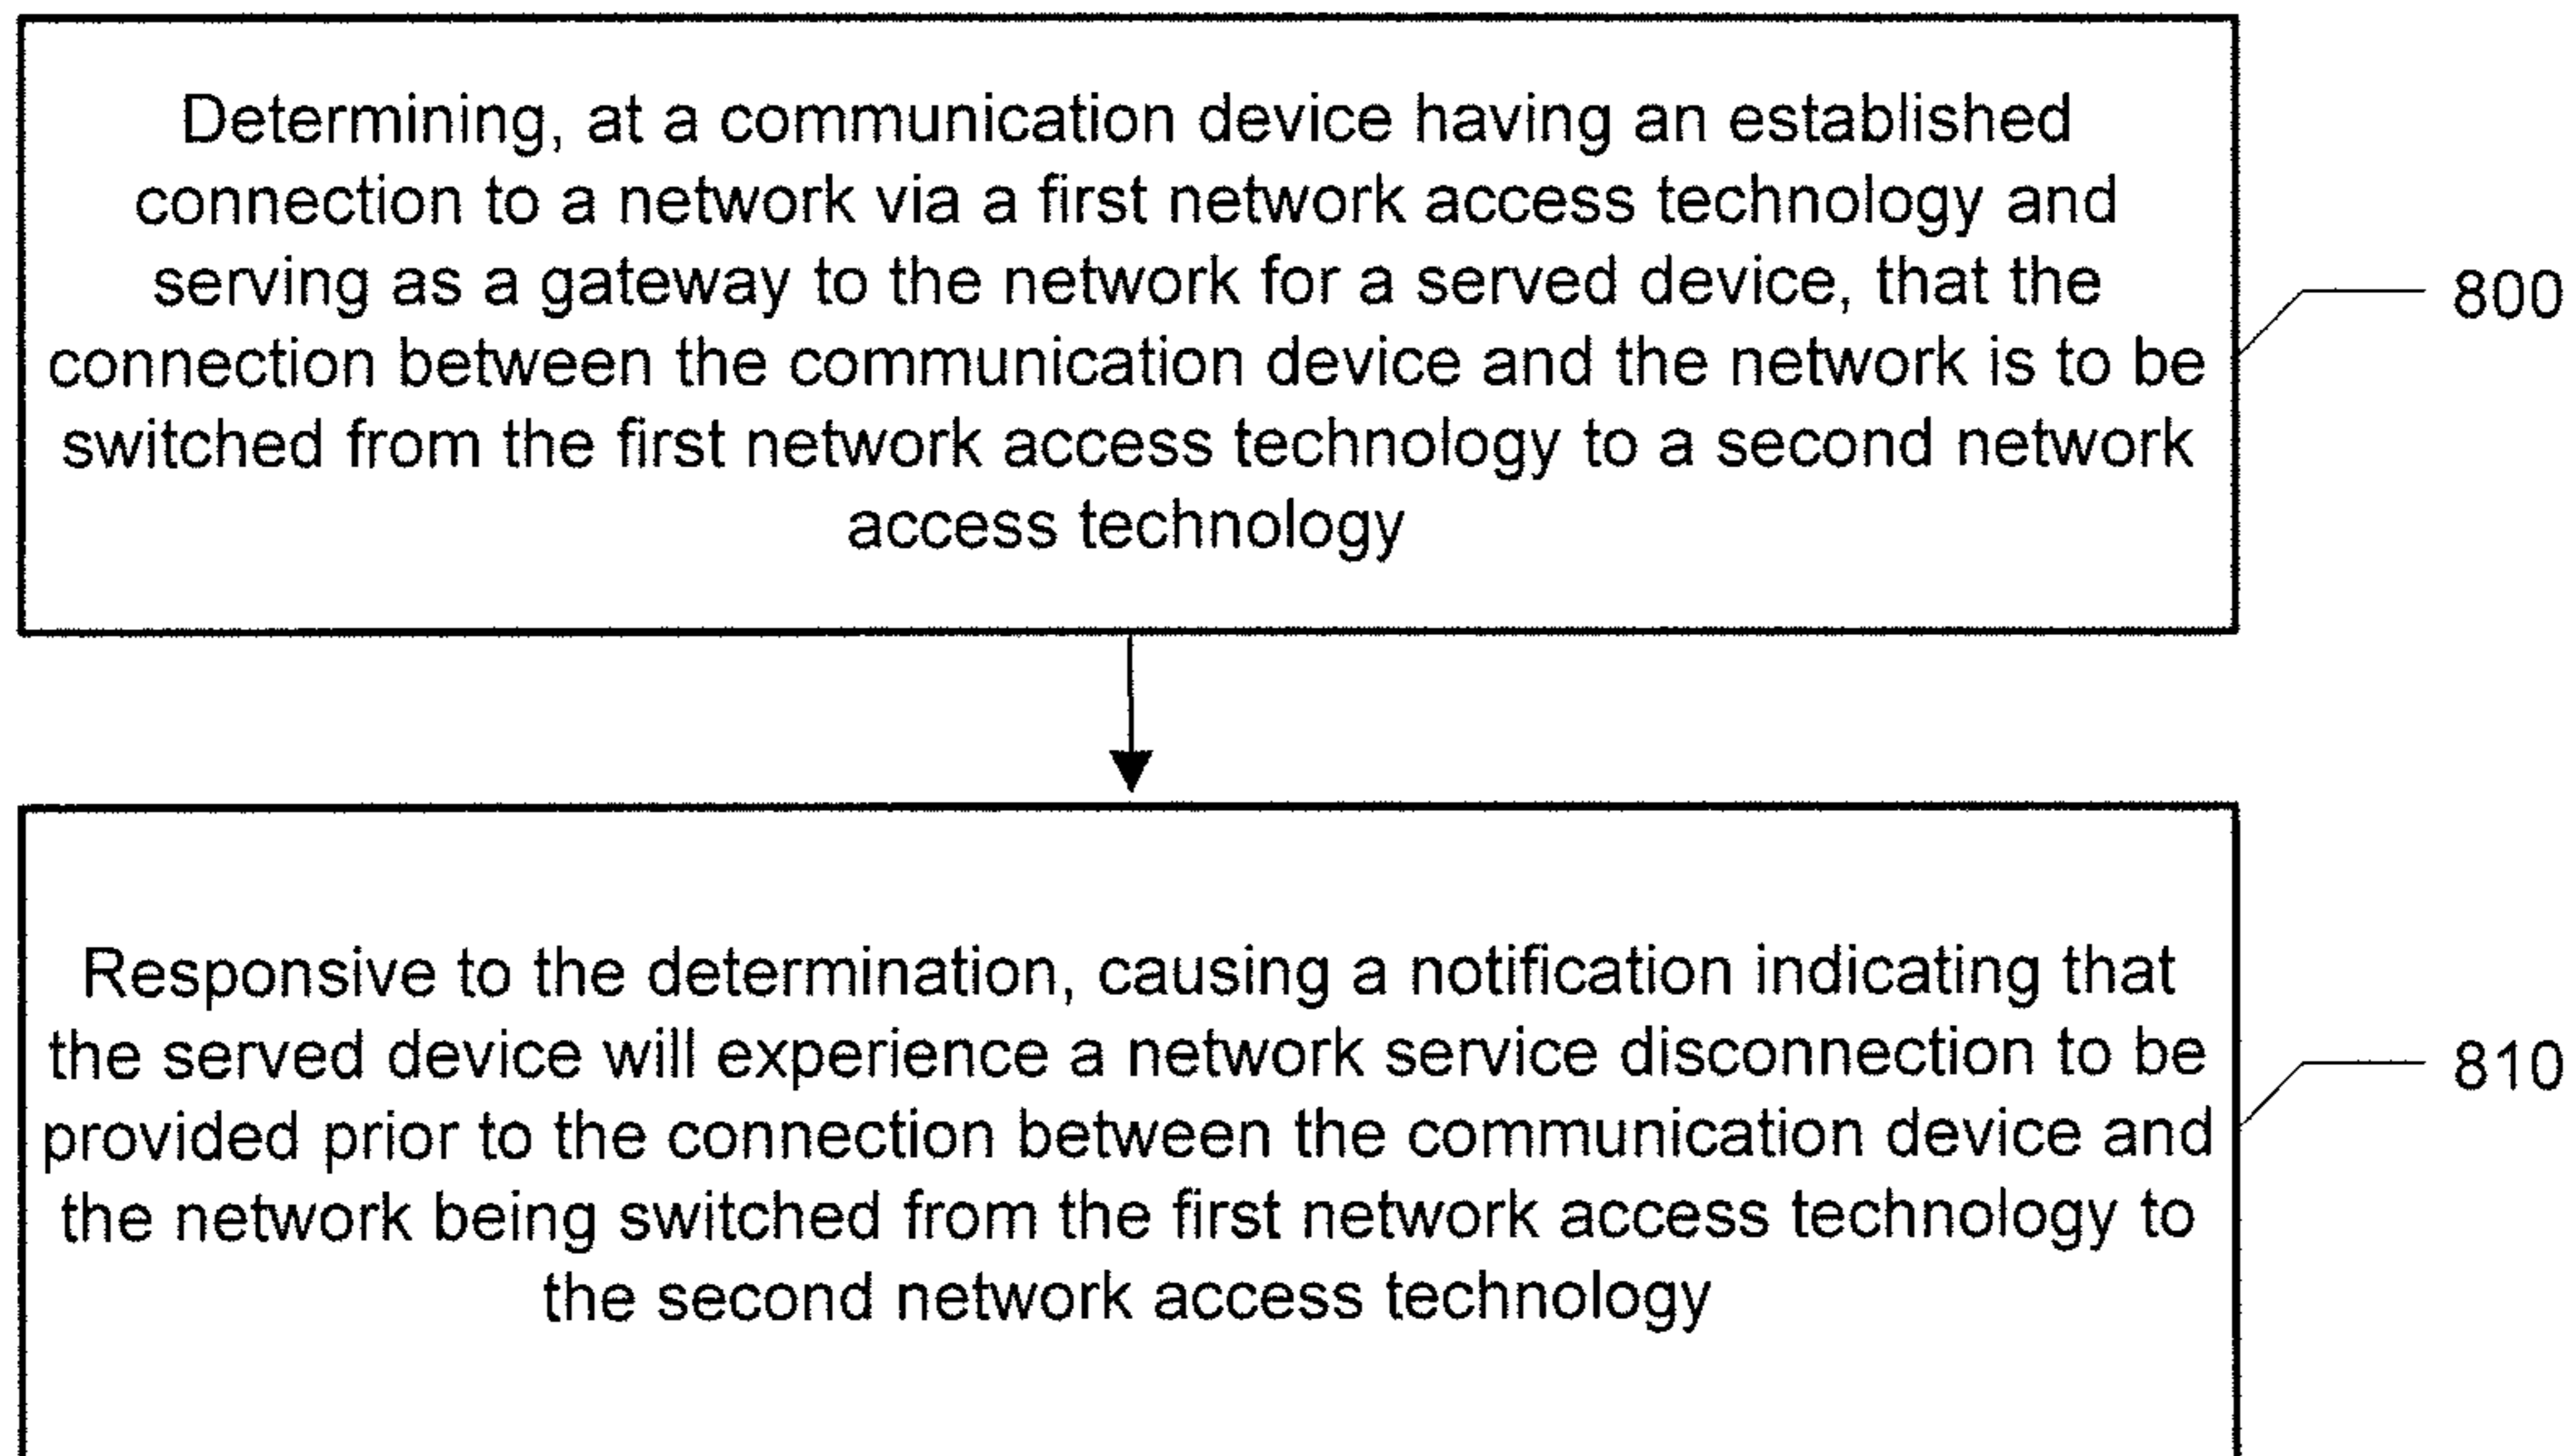 Determining, at a communication device having an established
connection to a network via a first network access technology and
serving as a gateway to the network for a served device, that the
connection between the communication device and the network is to be
switched from the first network access technology to a second network
access technology
800
Responsive to the determination, causing a notification indicating that
the served device will experience a network service disconnection to be
provided prior to the connection between the communication device and
the network being switched from the first network access technology to
the second network access technology
810